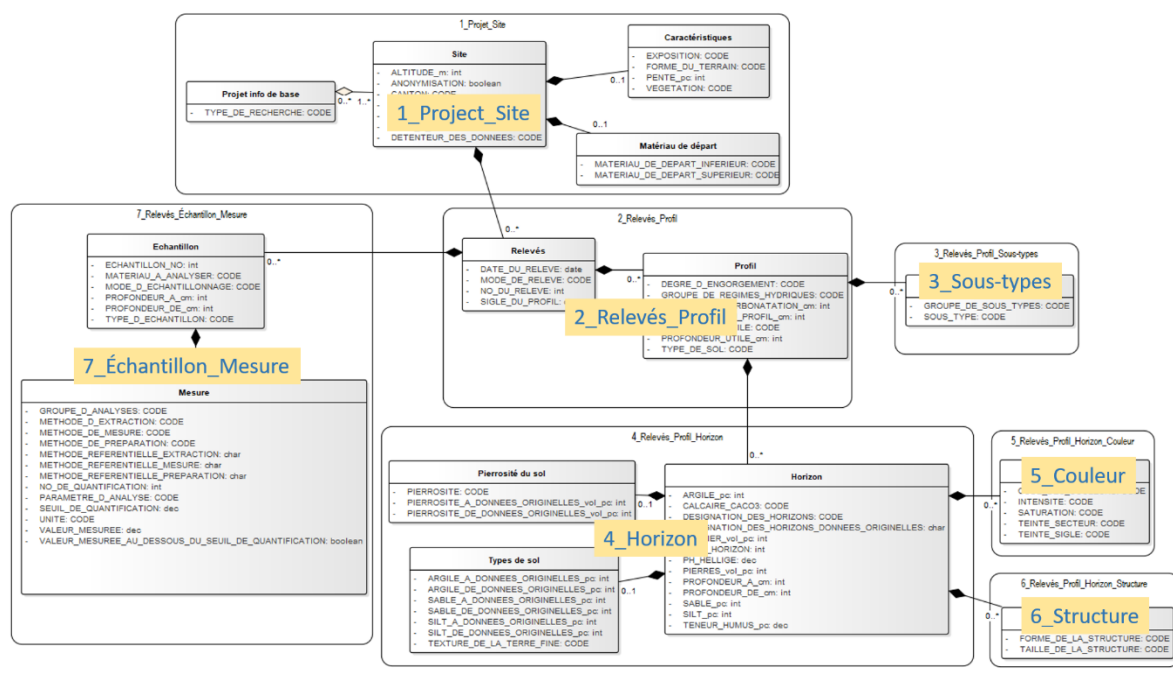 1_Projet_Site
Site
- ALTITUDE_m: int
- ANONYMISATION: boolean
- CANTON: CODE
1_Project_Site
- DETENTEUR_DES_DONNEES: CODE
Projet info de base
- TYPE_DE_RECHERCHE: CODE
0..* 1..*
Caractéristiques
- EXPOSITION: CODE
- FORME_DU_TERRAIN: CODE
- PENTE_pc: int
- VEGETATION: CODE
0..1
0..1
Matériau de départ
- MATERIAU_DE_DEPART_INFERIEUR: CODE
- MATERIAU_DE_DEPART_SUPERIEUR: CODE
0..*
7_Relevés_Échantillon_Mesure
Echantillon
- ECHANTILLON_NO: int
- MATERIAU_A_ANALYSER: CODE
- MODE_D_ECHANTILLONNAGE: CODE
- PROFONDEUR_A_cm: int
- PROFONDEUR_DE_cm: int
- TYPE_D_ECHANTILLON: CODE
0..*
7_Échantillon_Mesure
Mesure
- GROUPE_D_ANALYSES: CODE
- METHODE_D_EXTRACTION: CODE
- METHODE_DE_MESURE: CODE
- METHODE_DE_PREPARATION: CODE
- METHODE_REFERENTIELLE_EXTRACTION: char
- METHODE_REFERENTIELLE_MESURE: char
- METHODE_REFERENTIELLE_PREPARATION: char
- NO_DE_QUANTIFICATION: int
- PARAMETRE_D_ANALYSE: CODE
- SEUIL_DE_QUANTIFICATION: dec
- UNITE: CODE
- VALEUR_MESUREE: dec
- VALEUR_MESUREE_AU_DESSOUS_DU_SEUIL_DE_QUANTIFICATION: boolean
2_Relevés_Profil
Relevés
- DATE_DU_RELEVE: date
- MODE_DE_RELEVE: CODE
- NO_DU_RELEVE: int
- SIGLE_DU_PROFIL:
0..*
Profil
- DEGRE_D_ENGORGEMENT: CODE
- GROUPE_DE_REGIMES_HYDRIQUES: CODE
2_Relevés_Profil
- PROFONDEUR_UTILE_cm: int
- TYPE_DE_SOL: CODE
0..*
3_Relevés_Profil_Sous-types
3_Sous-types
0..*
- GROUPE_DE_SOUS_TYPES: CODE
- SOUS_TYPE: CODE
4_Relevés_Profil_Horizon
Pierrosité du sol
- PIERROSITE: CODE
- PIERROSITE_A_DONNEES_ORIGINELLES_vol_pc: int
- PIERROSITE_DE_DONNEES_ORIGINELLES_vol_pc: int
0..1
Horizon
- ARGILE_pc: int
- CALCAIRE_CACO3: CODE
- DESIGNATION_DES_HORIZONS: CODE
4_Horizon
- PH_HELLIGE: dec
- PIERRES_vol_pc: int
- PROFONDEUR_A_cm: int
- PROFONDEUR_DE_cm: int
- SABLE_pc: int
- SILT_pc: int
- TENEUR_HUMUS_pc: dec
Types de sol
- ARGILE_A_DONNEES_ORIGINELLES_pc: int
- ARGILE_DE_DONNEES_ORIGINELLES_pc: int
- SABLE_A_DONNEES_ORIGINELLES_pc: int
- SABLE_DE_DONNEES_ORIGINELLES_pc: int
- SILT_A_DONNEES_ORIGINELLES_pc: int
- SILT_DE_DONNEES_ORIGINELLES_pc: int
- TEXTURE_DE_LA_TERRE_FINE: CODE
0..1
5_Relevés_Profil_Horizon_Couleur
5_Couleur
0..*
- INTENSITE: CODE
- SATURATION: CODE
- TEINTE_SECTEUR: CODE
- TEINTE_SIGLE: CODE
6_Relevés_Profil_Horizon_Structure
6_Structure
0..*
- FORME_DE_LA_STRUCTURE: CODE
- TAILLE_DE_LA_STRUCTURE: CODE